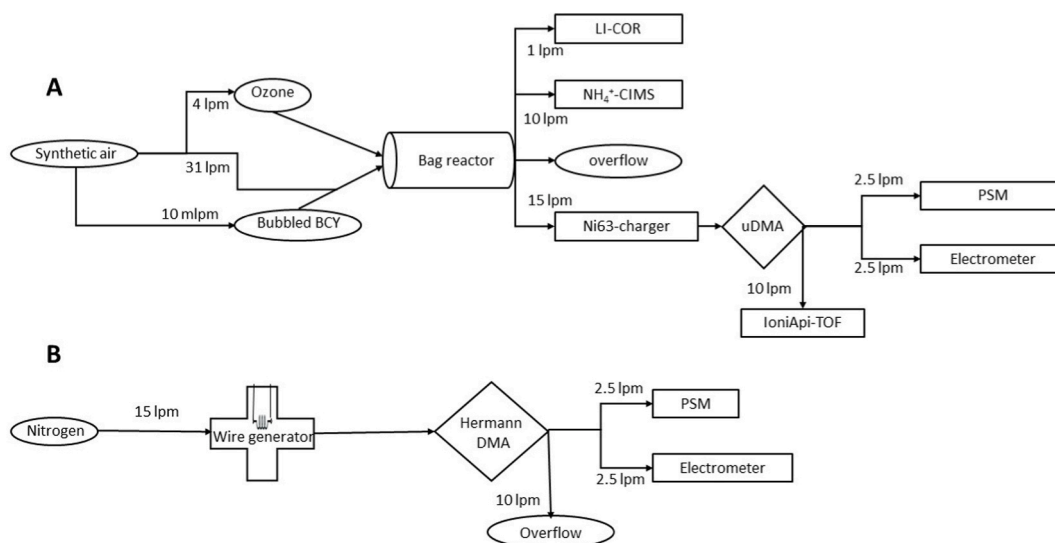 A
Synthetic air
4 lpm
Ozone
31 lpm
10 mlpm
Bubbled BCY
Bag reactor
1 lpm
LI-COR
NH₄⁺-CIMS
10 lpm
overflow
15 lpm
Ni63-charger
uDMA
2.5 lpm
PSM
2.5 lpm
Electrometer
10 lpm
IoniApi-TOF
B
Nitrogen
15 lpm
Wire generator
Hermann
DMA
2.5 lpm
PSM
2.5 lpm
Electrometer
10 lpm
Overflow